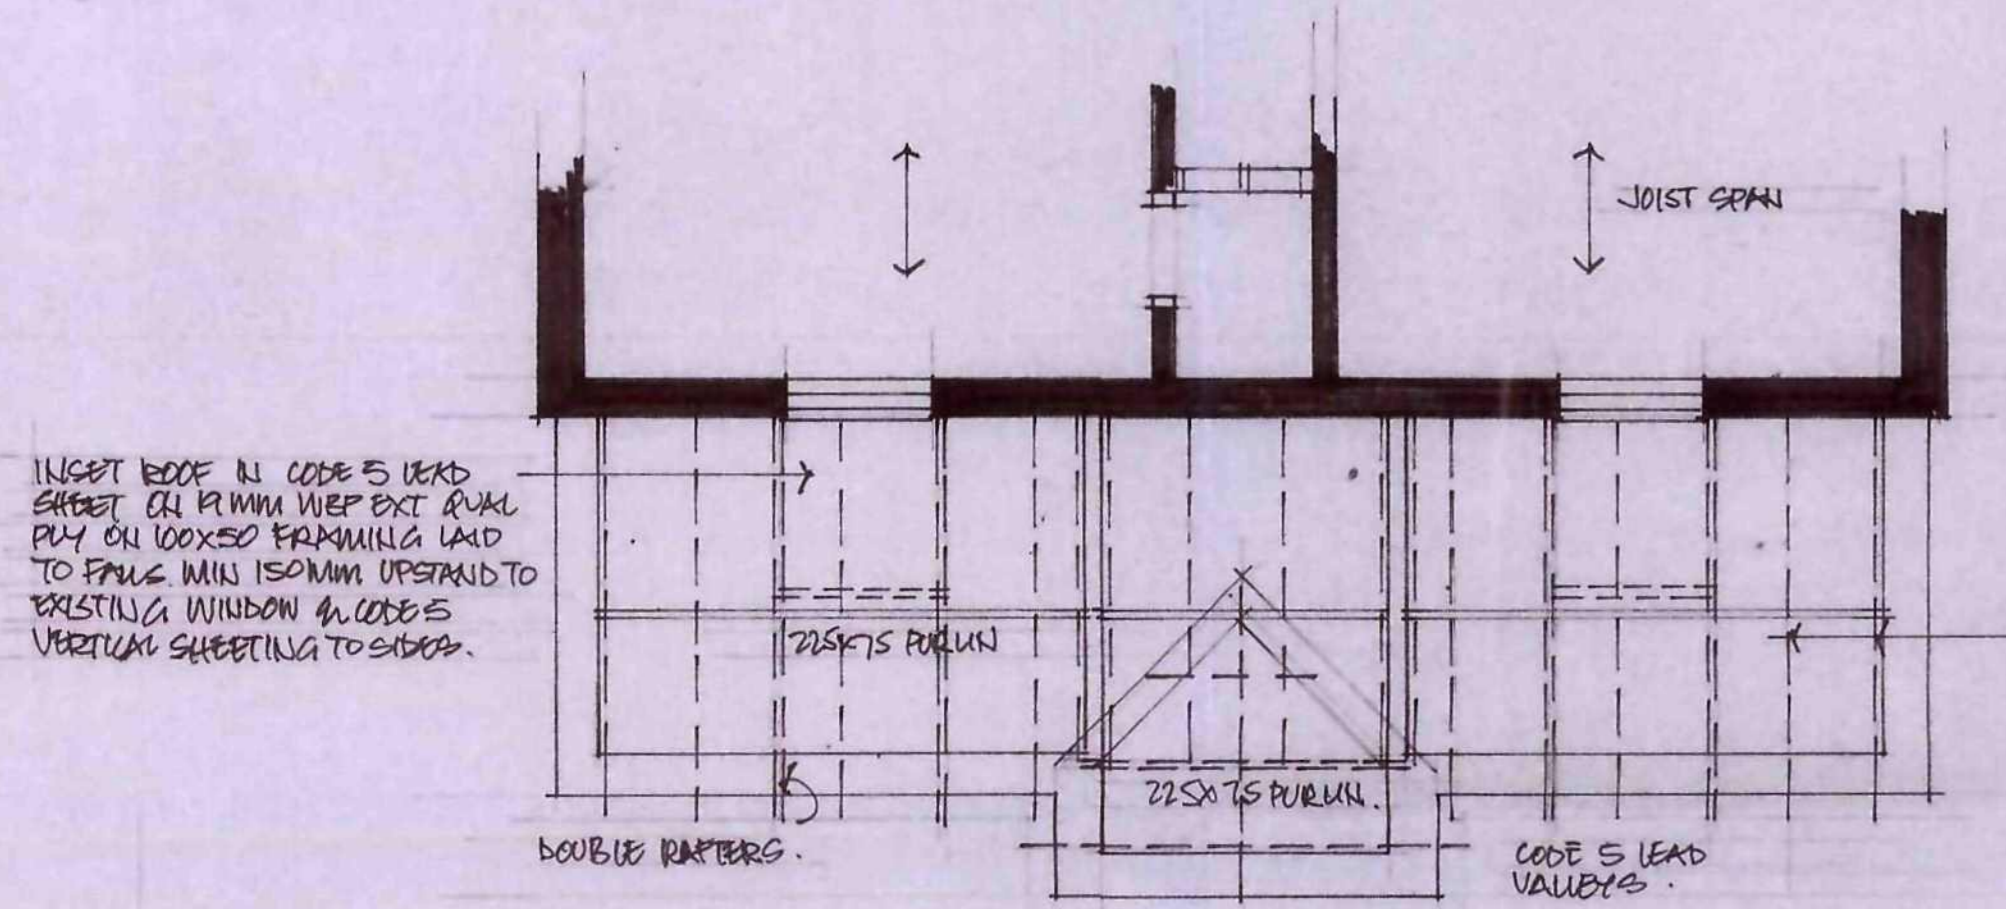 JOIST SPAN
INSET ROOF IN CODE 5 LEAD
SHEET ON 19MM WBP EXT QUAL
PLY ON 100X50 FRAMING LAID
TO FALLS. MIN 150MM UPSTAND TO
EXISTING WINDOW & CODE 5
VERTICAL SHEETING TO SIDES.
225X75 PURLIN
225X75 PURLIN.
DOUBLE RAFTERS.
CODE 5 LEAD
VALLEYS.